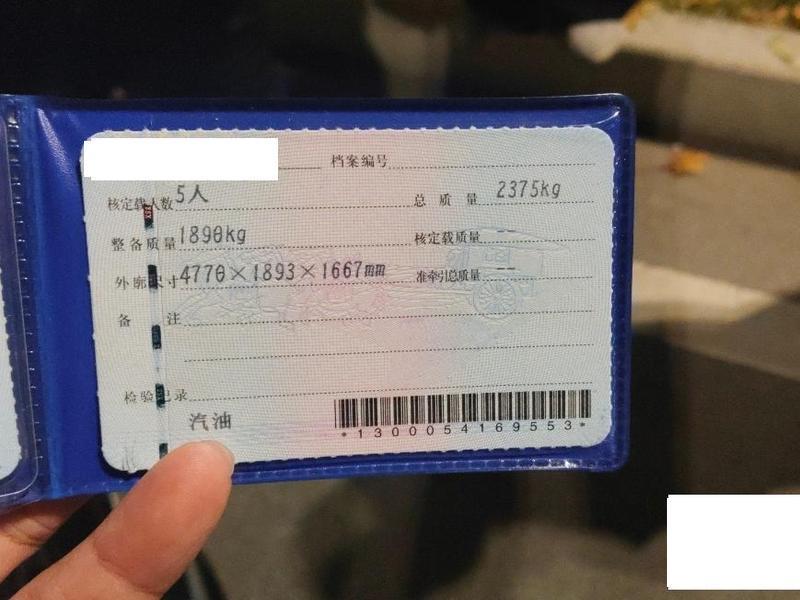 档案编号
核定载人数 5人 总质量 2375kg
整备质量 1890kg 核定载质量 --
外廓尺寸 4770×1893×1667mm 准牵引总质量 --
备注
检验记录
汽油
*1300054169553*